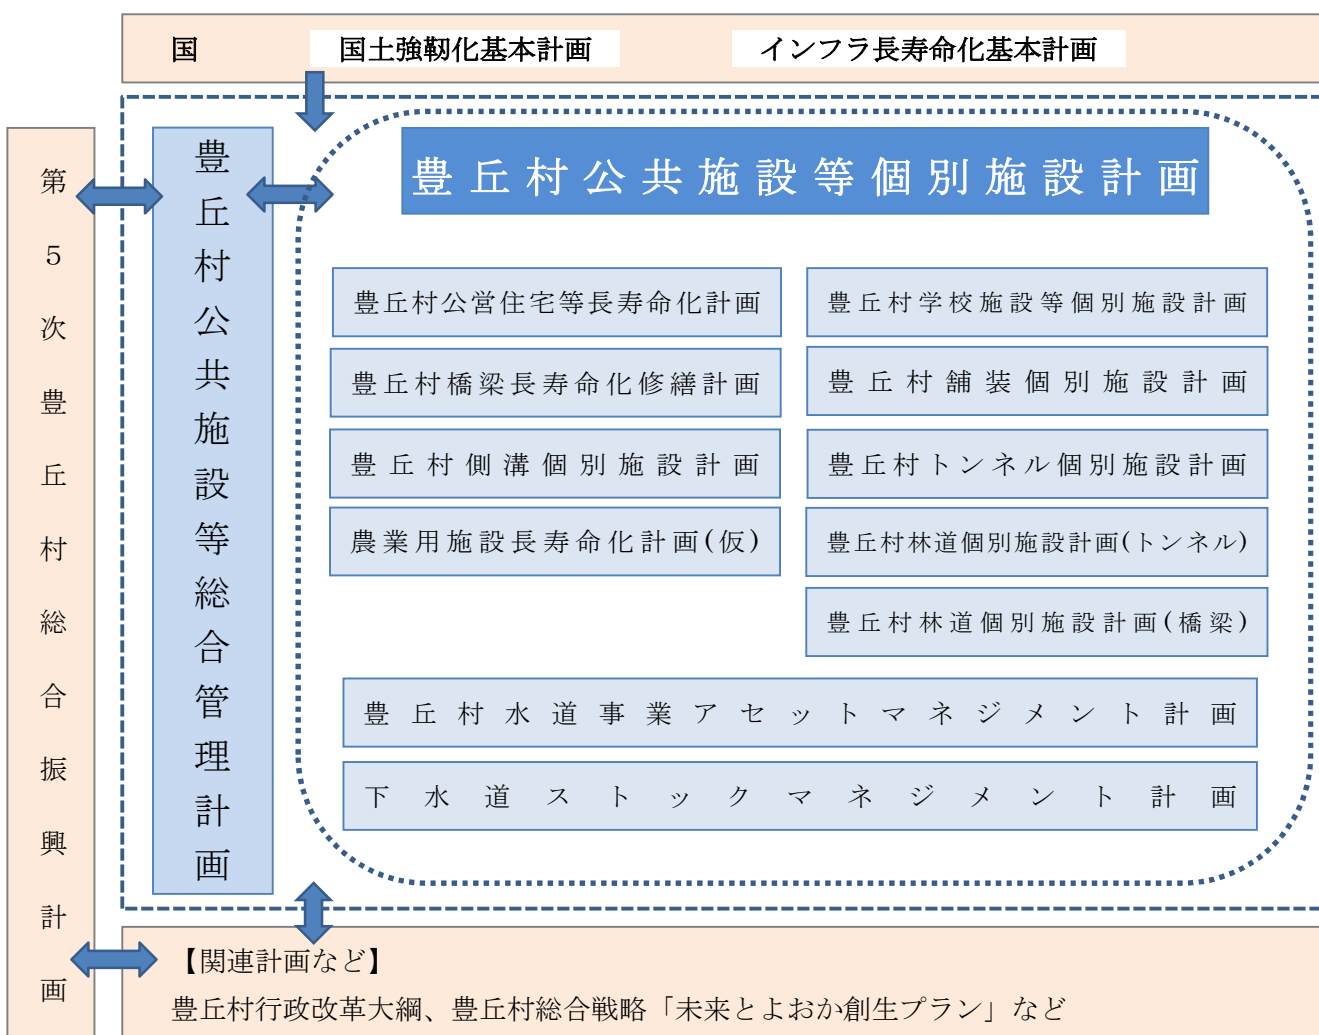 国 国土強靭化基本計画 インフラ長寿命化基本計画
第5次豊丘村総合振興計画
豊丘村公共施設等総合管理計画
豊丘村公共施設等個別施設計画
豊丘村公営住宅等長寿命化計画
豊丘村学校施設等個別施設計画
豊丘村橋梁長寿命化修繕計画
豊丘村舗装個別施設計画
豊丘村側溝個別施設計画
豊丘村トンネル個別施設計画
農業用施設長寿命化計画(仮)
豊丘村林道個別施設計画(トンネル)
豊丘村林道個別施設計画(橋梁)
豊丘村水道事業アセットマネジメント計画
下水道ストックマネジメント計画
【関連計画など】
豊丘村行政改革大綱、豊丘村総合戦略「未来とよおか創生プラン」など